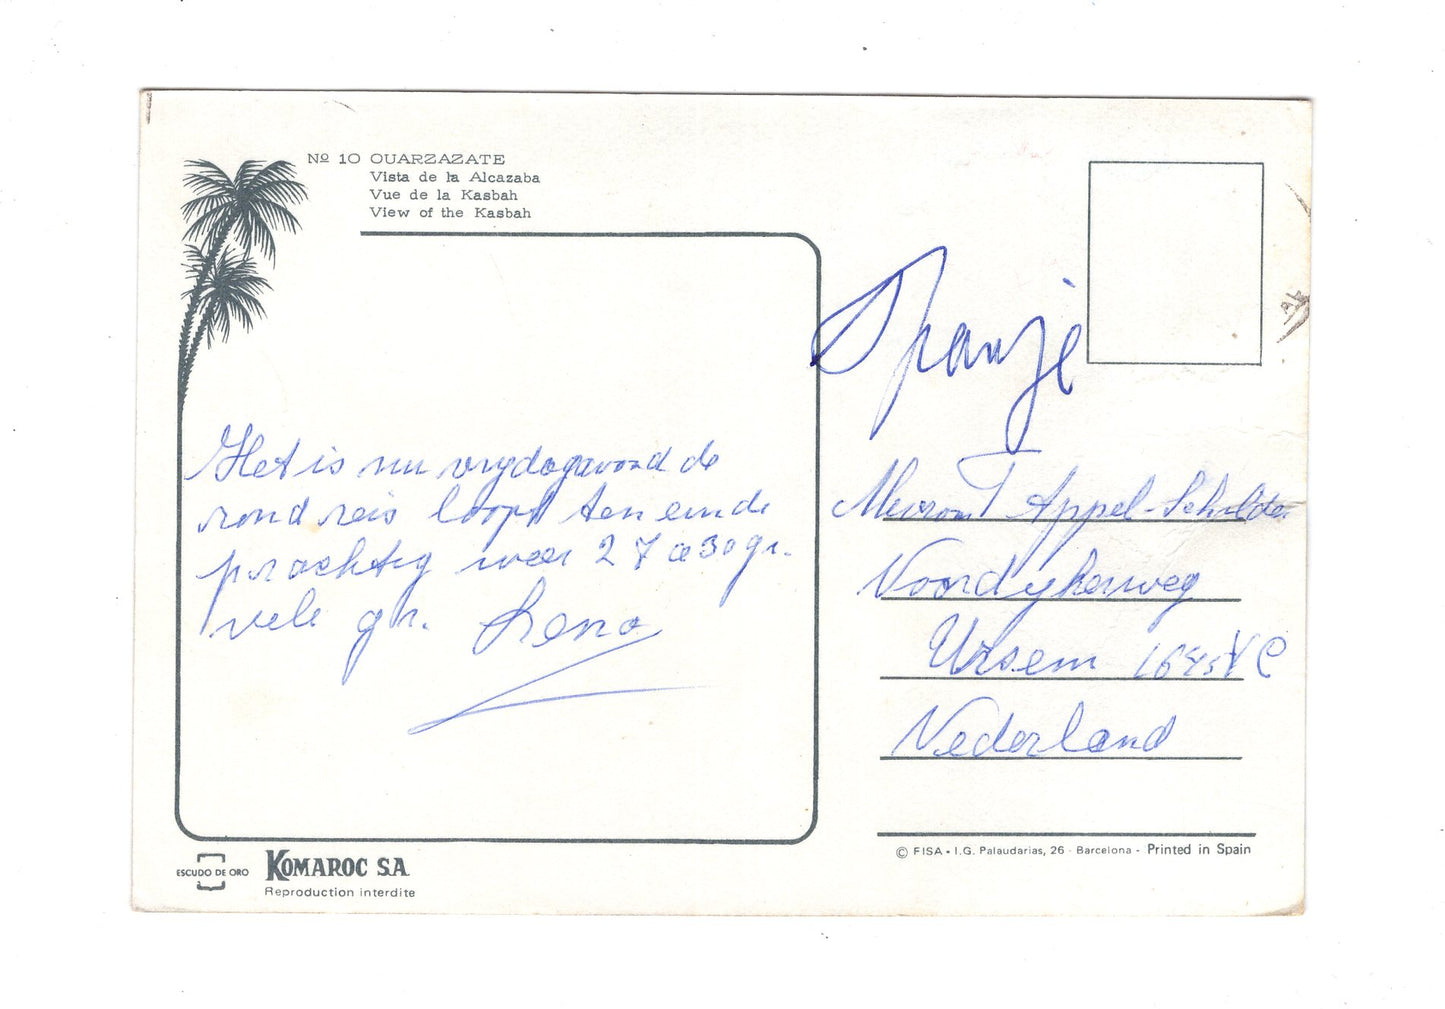 Nº 10 OUARZAZATE
Vista de la Alcazaba
Vue de la Kasbah
View of the Kasbah
Spanje
Het is nu vrydagavond de
rondreis loopt ten einde
prachtig weer 27 a 30 gr.
vele gr. Lena
Mevrouw Appel-Schilder
Noordykerweg
Ursem 1645VC
Nederland
ESCUDO DE ORO
KOMAROC S.A
Reproduction interdite
© FISA - I.G. Palaudarias, 26 - Barcelona - Printed in Spain